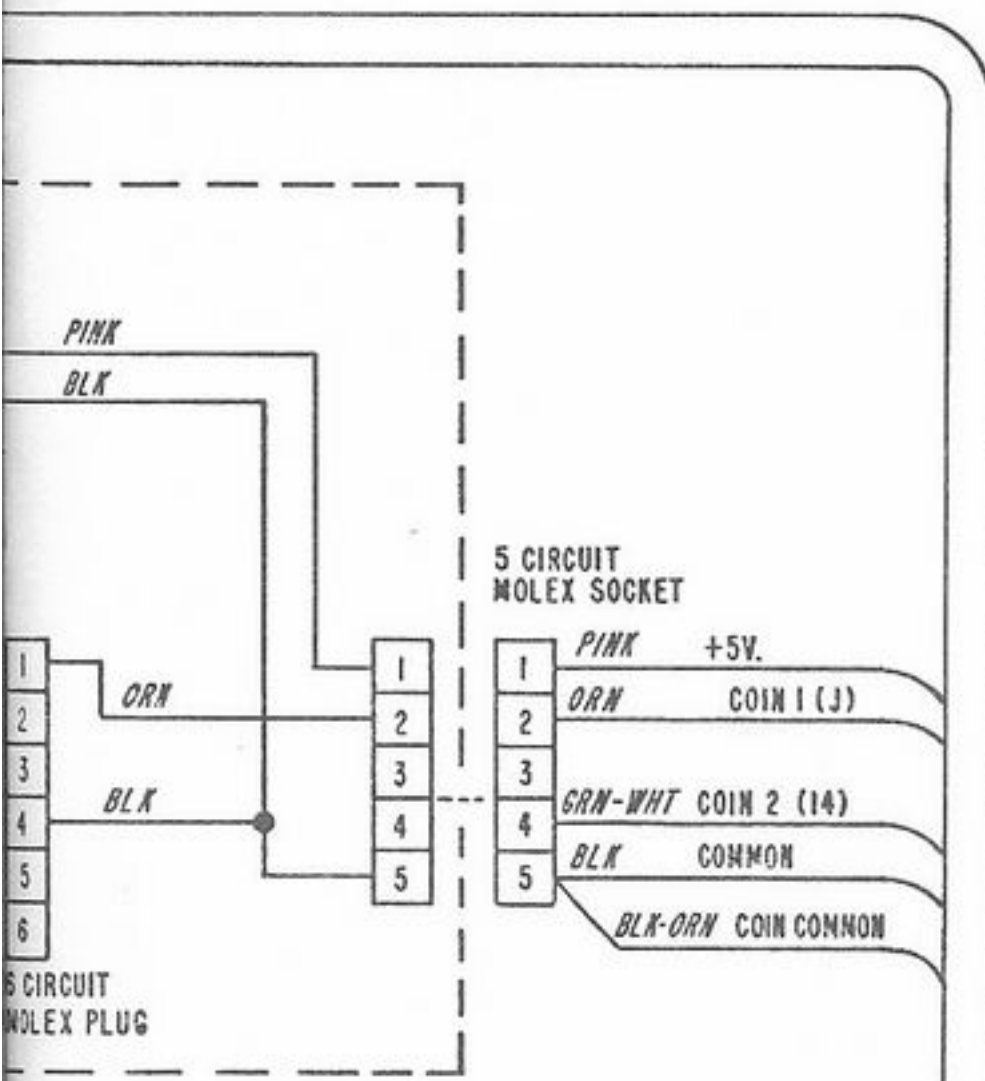 PINK
BLK
5 CIRCUIT
MOLEX SOCKET
1
2
3
4
5
6
ORN
BLK
1
2
3
4
5
1
2
3
4
5
PINK +5V.
ORN COIN 1 (J)
GRN-WHT COIN 2 (14)
BLK COMMON
BLK-ORN COIN COMMON
6 CIRCUIT
MOLEX PLUG